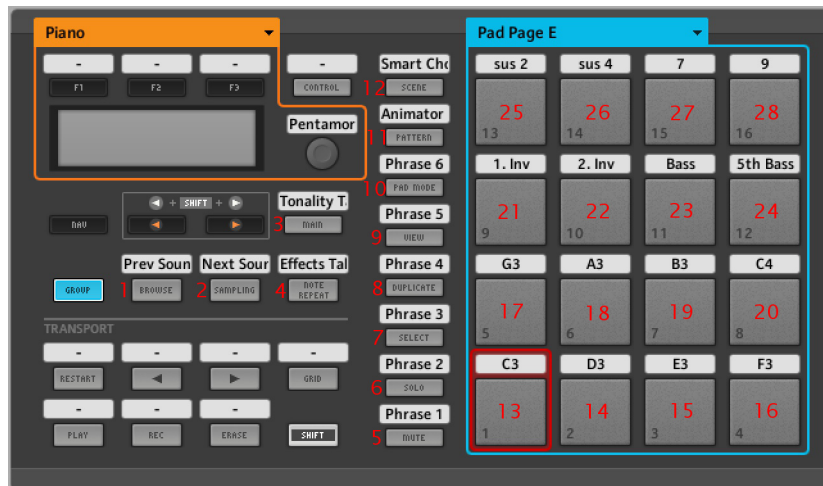 Piano
Pad Page E
- - - - Smart Cho sus 2 sus 4 7 9
F1 F2 F3 CONTROL 12 SCENE 25 26 27 28
13 14 15 16
Pentamor
Animator
11 PATTERN
Phrase 6 1. Inv 2. Inv Bass 5th Bass
10 PAD MODE
SHIFT
+ +
NAV
Tonality T
3 MAIN
Phrase 5
9 VIEW
21 22 23 24
9 10 11 12
Prev Soun Next Sour Effects Tal Phrase 4 G3 A3 B3 C4
GROUP 1 BROWSE 2 SAMPLING 4 NOTE REPEAT 8 DUPLICATE
Phrase 3
17 18 19 20
TRANSPORT
7 SELECT
5 6 7 8
- - - - Phrase 2 C3 D3 E3 F3
RESTART GRID 6 SOLO
- - - Phrase 1 13 14 15 16
PLAY REC ERASE SHIFT 5 MUTE 1 2 3 4